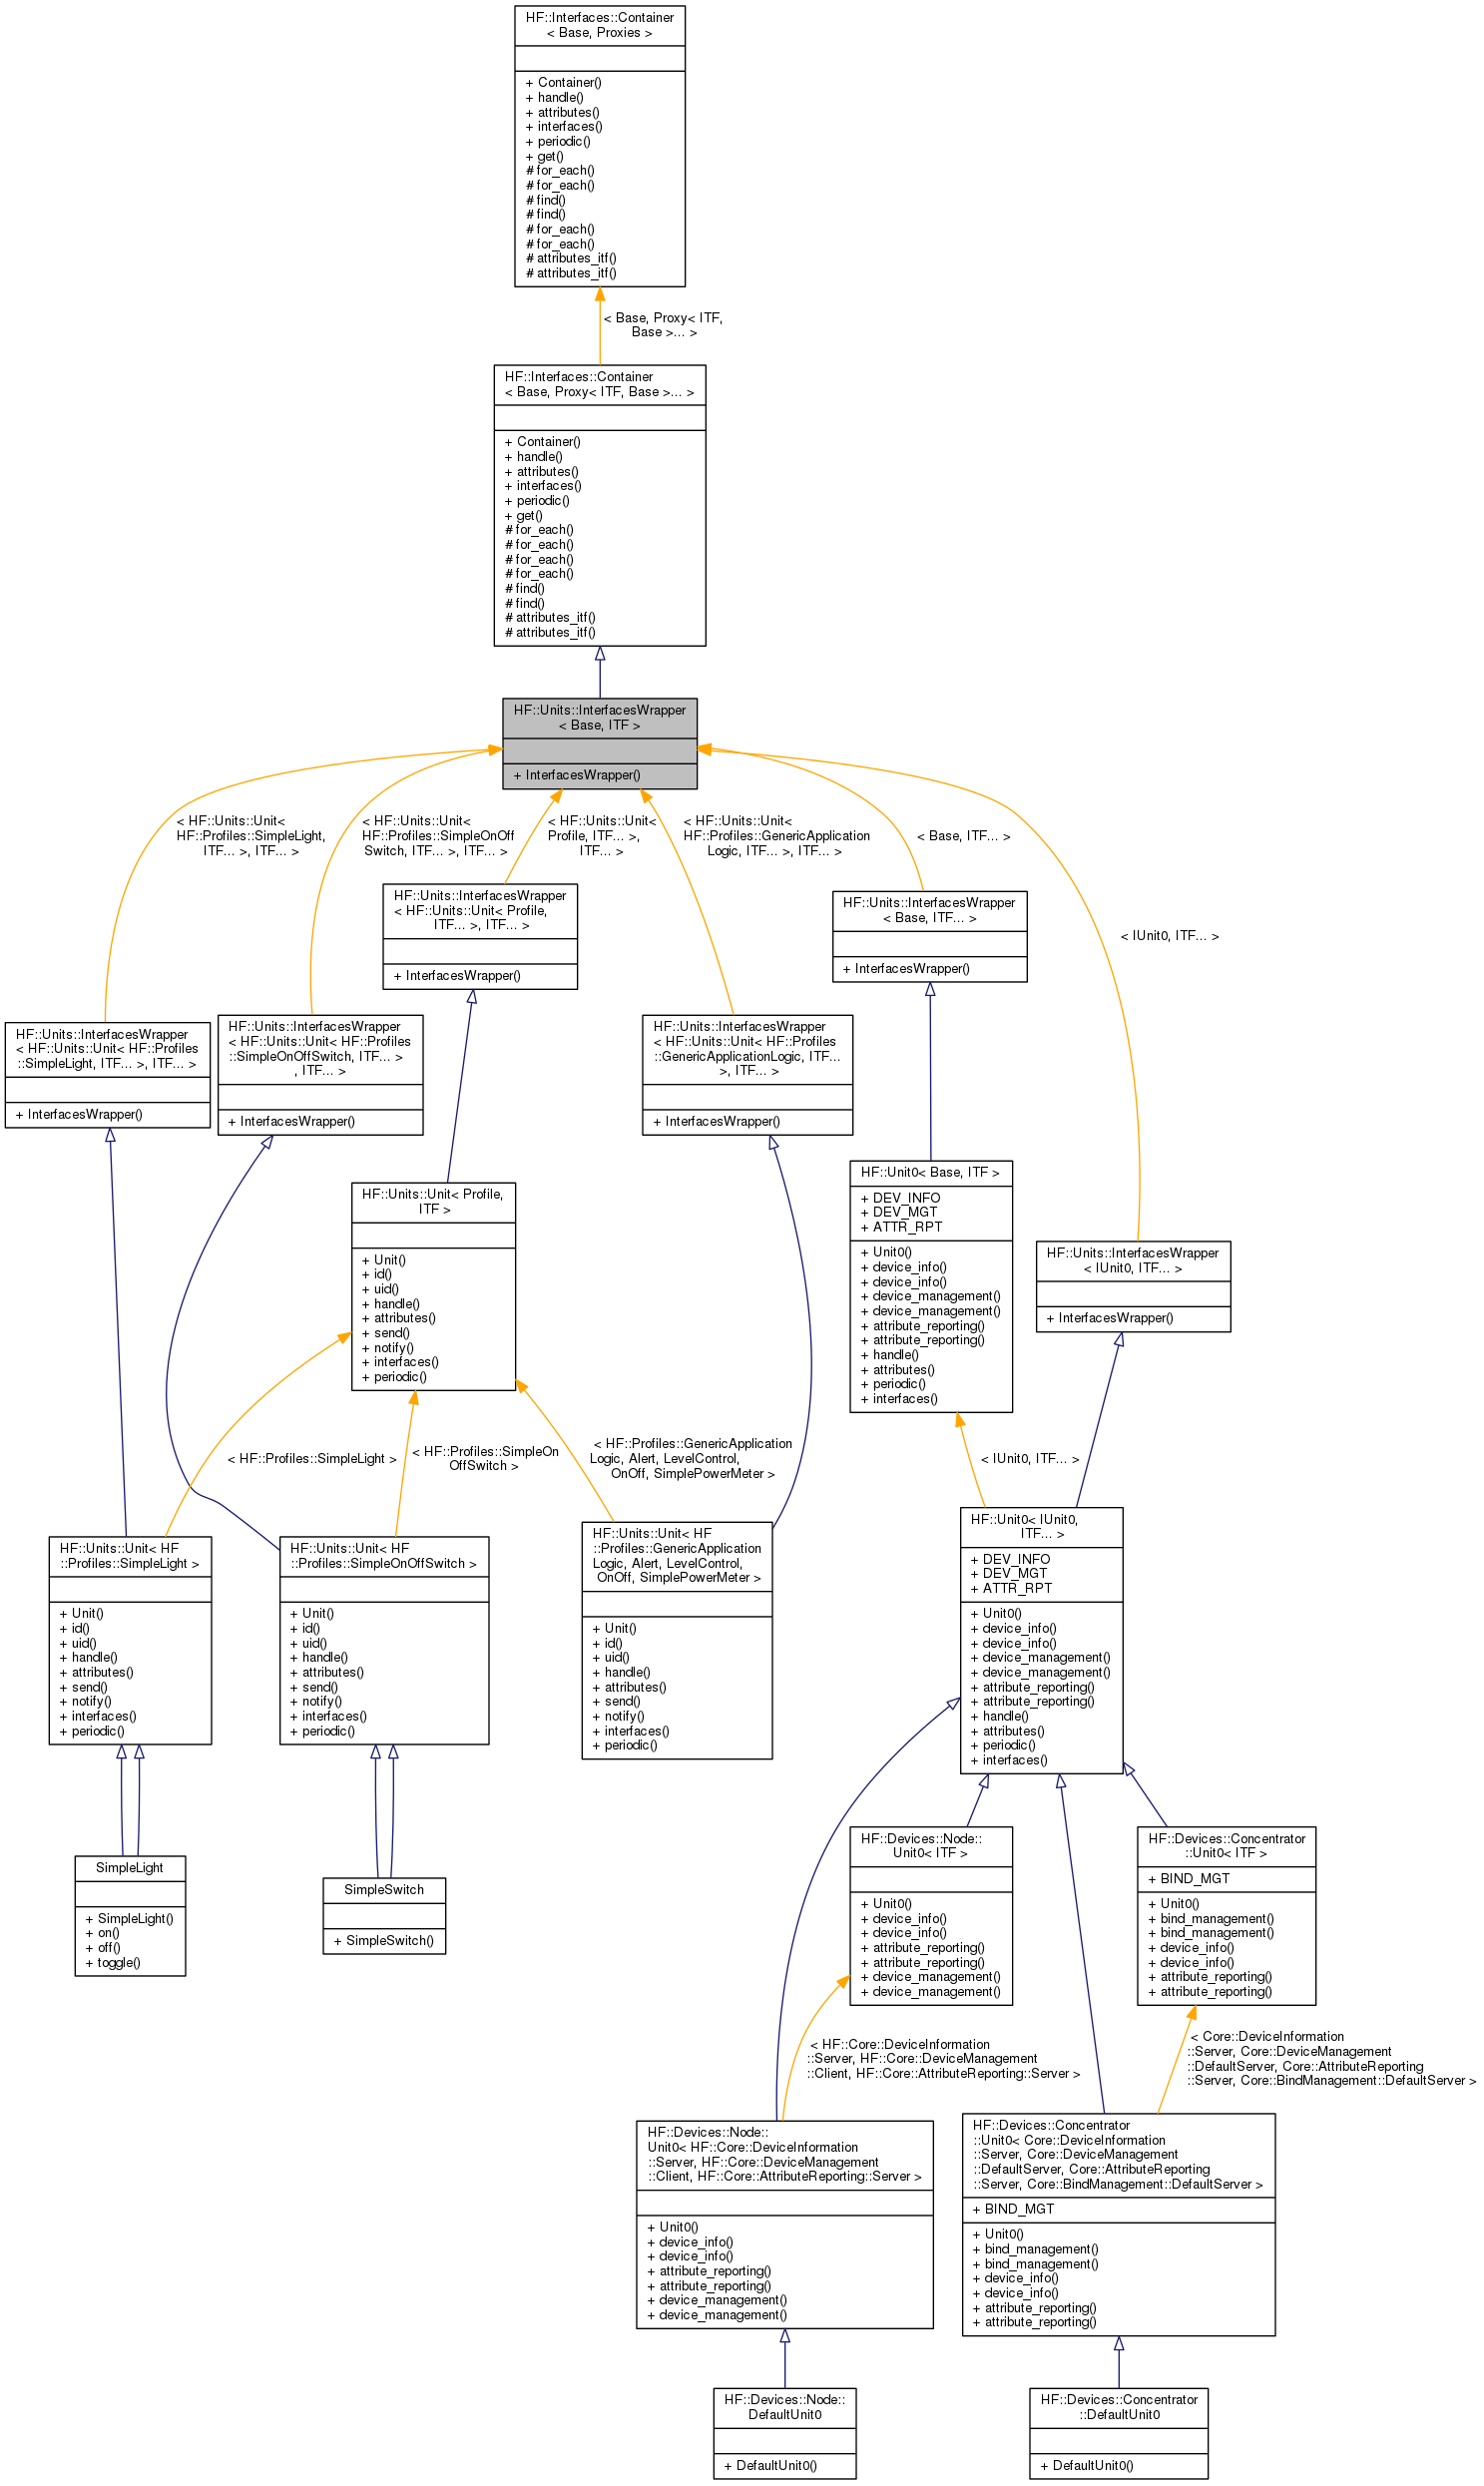 HF::Interfaces::Container
< Base, Proxies >
+ Container()
+ handle()
+ attributes()
+ interfaces()
+ periodic()
+ get()
# for_each()
# for_each()
# find()
# find()
# for_each()
# for_each()
# attributes_itf()
# attributes_itf()
< Base, Proxy< ITF,
Base >... >
HF::Interfaces::Container
< Base, Proxy< ITF, Base >... >
+ Container()
+ handle()
+ attributes()
+ interfaces()
+ periodic()
+ get()
# for_each()
# for_each()
# for_each()
# for_each()
# find()
# find()
# attributes_itf()
# attributes_itf()
HF::Units::InterfacesWrapper
< Base, ITF >
+ InterfacesWrapper()
< HF::Units::Unit<
HF::Profiles::SimpleLight,
ITF... >, ITF... >
< HF::Units::Unit<
HF::Profiles::SimpleOnOff
Switch, ITF... >, ITF... >
< HF::Units::Unit<
Profile, ITF... >,
ITF... >
< HF::Units::Unit<
HF::Profiles::GenericApplication
Logic, ITF... >, ITF... >
< Base, ITF... >
< IUnit0, ITF... >
HF::Units::InterfacesWrapper
< HF::Units::Unit< Profile,
ITF... >, ITF... >
+ InterfacesWrapper()
HF::Units::InterfacesWrapper
< Base, ITF... >
+ InterfacesWrapper()
HF::Units::InterfacesWrapper
< HF::Units::Unit< HF::Profiles
::SimpleLight, ITF... >, ITF... >
+ InterfacesWrapper()
HF::Units::InterfacesWrapper
< HF::Units::Unit< HF::Profiles
::SimpleOnOffSwitch, ITF... >
, ITF... >
+ InterfacesWrapper()
HF::Units::InterfacesWrapper
< HF::Units::Unit< HF::Profiles
::GenericApplicationLogic, ITF...
>, ITF... >
+ InterfacesWrapper()
HF::Units::Unit< Profile,
ITF >
+ Unit()
+ id()
+ uid()
+ handle()
+ attributes()
+ send()
+ notify()
+ interfaces()
+ periodic()
HF::Unit0< Base, ITF >
+ DEV_INFO
+ DEV_MGT
+ ATTR_RPT
+ Unit0()
+ device_info()
+ device_info()
+ device_management()
+ device_management()
+ attribute_reporting()
+ attribute_reporting()
+ handle()
+ attributes()
+ periodic()
+ interfaces()
HF::Units::InterfacesWrapper
< IUnit0, ITF... >
+ InterfacesWrapper()
< HF::Profiles::SimpleLight >
< HF::Profiles::SimpleOn
OffSwitch >
< HF::Profiles::GenericApplication
Logic, Alert, LevelControl,
OnOff, SimplePowerMeter >
< IUnit0, ITF... >
HF::Units::Unit< HF
::Profiles::SimpleLight >
+ Unit()
+ id()
+ uid()
+ handle()
+ attributes()
+ send()
+ notify()
+ interfaces()
+ periodic()
HF::Units::Unit< HF
::Profiles::SimpleOnOffSwitch >
+ Unit()
+ id()
+ uid()
+ handle()
+ attributes()
+ send()
+ notify()
+ interfaces()
+ periodic()
HF::Units::Unit< HF
::Profiles::GenericApplication
Logic, Alert, LevelControl,
OnOff, SimplePowerMeter >
+ Unit()
+ id()
+ uid()
+ handle()
+ attributes()
+ send()
+ notify()
+ interfaces()
+ periodic()
HF::Unit0< IUnit0,
ITF... >
+ DEV_INFO
+ DEV_MGT
+ ATTR_RPT
+ Unit0()
+ device_info()
+ device_info()
+ device_management()
+ device_management()
+ attribute_reporting()
+ attribute_reporting()
+ handle()
+ attributes()
+ periodic()
+ interfaces()
SimpleLight
+ SimpleLight()
+ on()
+ off()
+ toggle()
SimpleSwitch
+ SimpleSwitch()
HF::Devices::Node::
Unit0< ITF >
+ Unit0()
+ device_info()
+ device_info()
+ attribute_reporting()
+ attribute_reporting()
+ device_management()
+ device_management()
HF::Devices::Concentrator
::Unit0< ITF >
+ BIND_MGT
+ Unit0()
+ bind_management()
+ bind_management()
+ device_info()
+ device_info()
+ attribute_reporting()
+ attribute_reporting()
< HF::Core::DeviceInformation
::Server, HF::Core::DeviceManagement
::Client, HF::Core::AttributeReporting::Server >
< Core::DeviceInformation
::Server, Core::DeviceManagement
::DefaultServer, Core::AttributeReporting
::Server, Core::BindManagement::DefaultServer >
HF::Devices::Node::
Unit0< HF::Core::DeviceInformation
::Server, HF::Core::DeviceManagement
::Client, HF::Core::AttributeReporting::Server >
+ Unit0()
+ device_info()
+ device_info()
+ attribute_reporting()
+ attribute_reporting()
+ device_management()
+ device_management()
HF::Devices::Concentrator
::Unit0< Core::DeviceInformation
::Server, Core::DeviceManagement
::DefaultServer, Core::AttributeReporting
::Server, Core::BindManagement::DefaultServer >
+ BIND_MGT
+ Unit0()
+ bind_management()
+ bind_management()
+ device_info()
+ device_info()
+ attribute_reporting()
+ attribute_reporting()
HF::Devices::Node::
DefaultUnit0
+ DefaultUnit0()
HF::Devices::Concentrator
::DefaultUnit0
+ DefaultUnit0()